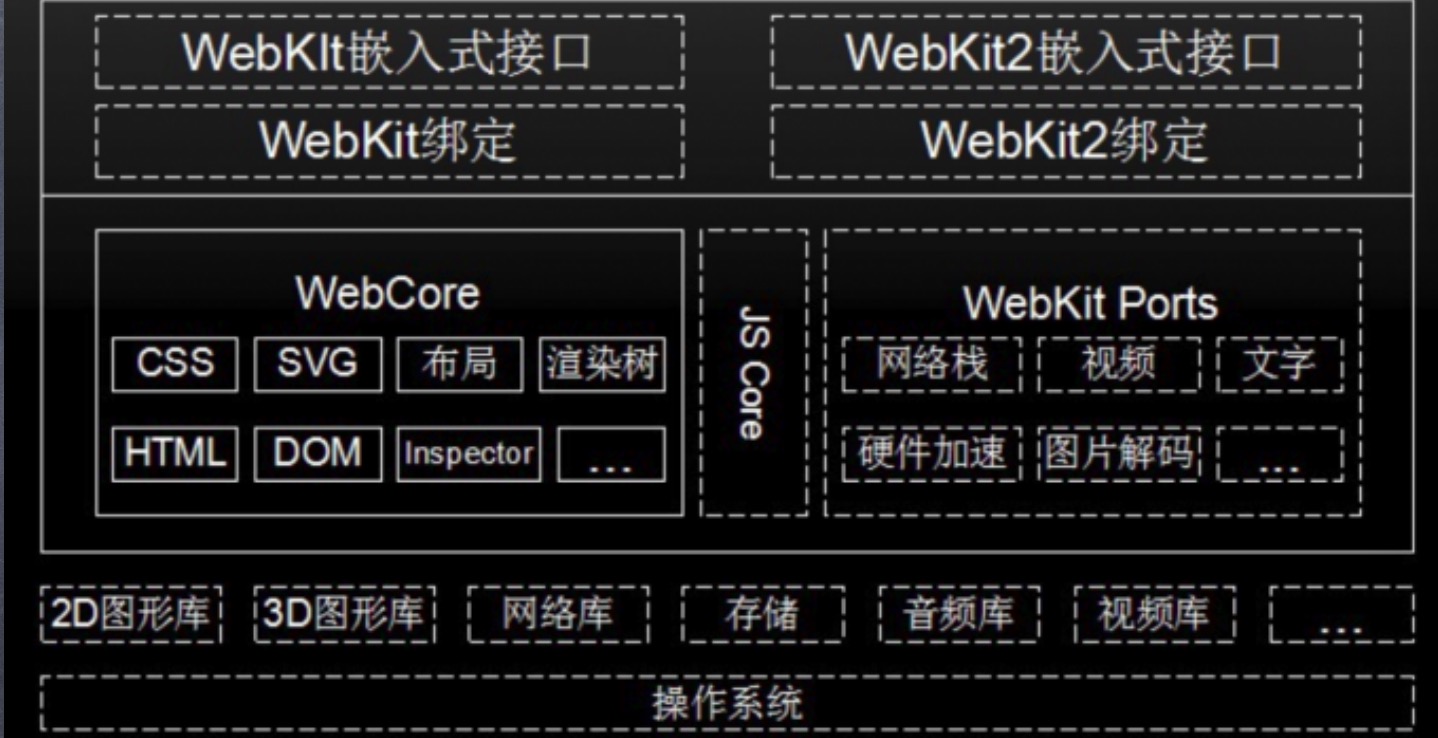 WebKIt嵌入式接口 WebKit2嵌入式接口
WebKit绑定 WebKit2绑定
WebCore
CSS SVG 布局 渲染树
HTML DOM Inspector ...
JS Core
WebKit Ports
网络栈 视频 文字
硬件加速 图片解码 ...
2D图形库 3D图形库 网络库 存储 音频库 视频库 ...
操作系统